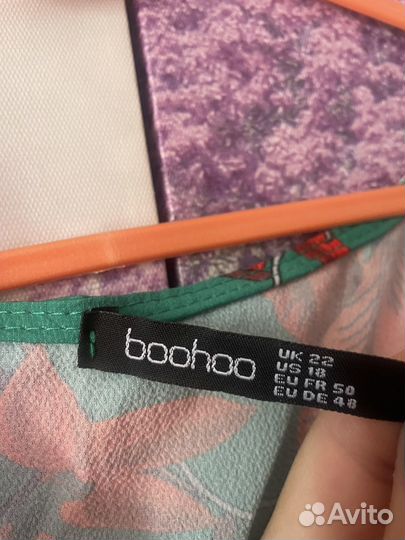 boohoo
UK 22
US 18
EU FR 50
EU DE 48
Avito